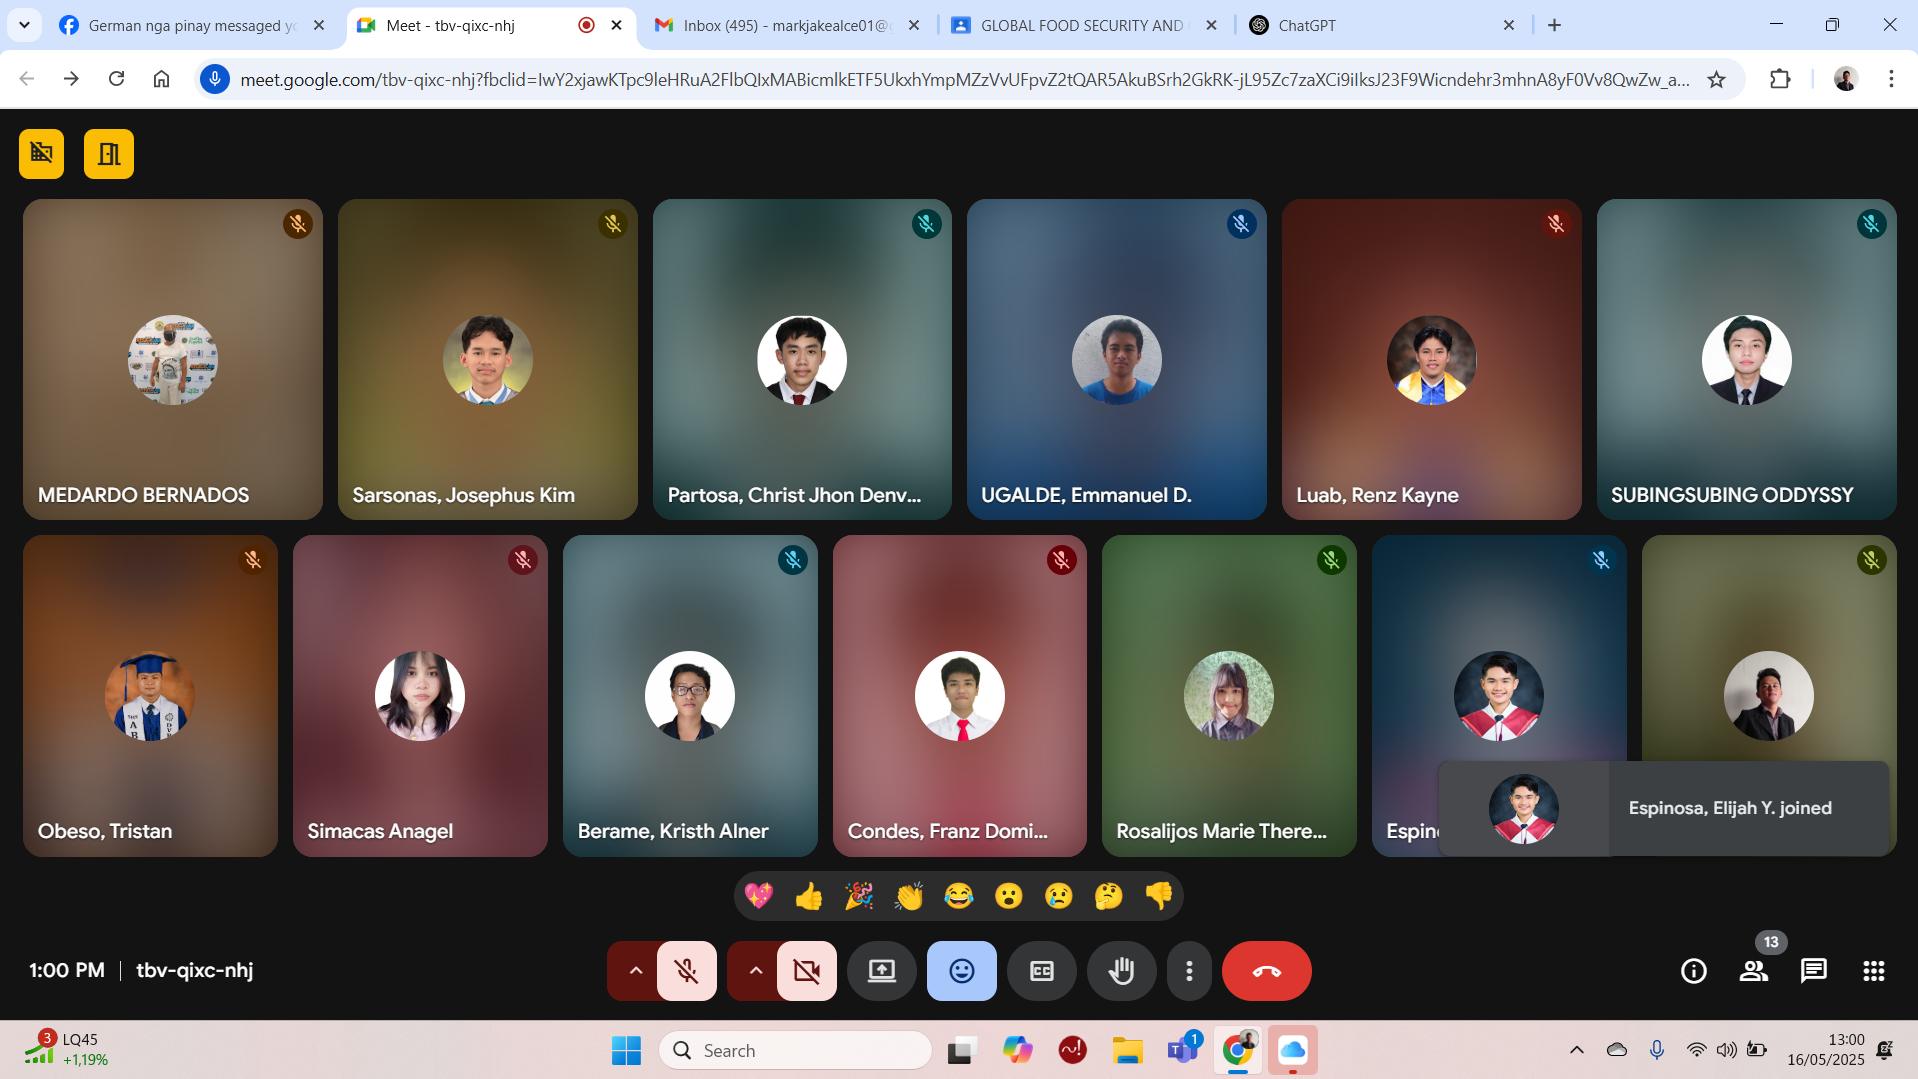 German nga pinay messaged yo
Meet - tbv-qixc-nhj
Inbox (495) - markjakealce01@g
GLOBAL FOOD SECURITY AND
ChatGPT
meet.google.com/tbv-qixc-nhj?fbclid=IwY2xjawKTpc9leHRuA2FlbQIxMABicmlkETF5UkxhYmpMZzVvUFpvZ2tQAR5AkuBSrh2GkRK-jL95Zc7zaXCi9iIksJ23F9Wicndehr3mhnA8yF0Vv8QwZw_a...
MEDARDO BERNADOS
Sarsonas, Josephus Kim
Partosa, Christ Jhon Denv...
UGALDE, Emmanuel D.
Luab, Renz Kayne
SUBINGSUBING ODDYSSY
Obeso, Tristan
Simacas Anagel
Berame, Kristh Alner
Condes, Franz Domi...
Rosalijos Marie There...
Espin
Espinosa, Elijah Y. joined
1:00 PM | tbv-qixc-nhj
CC
13
3
LQ45
+1,19%
Search
1
13:00
16/05/2025